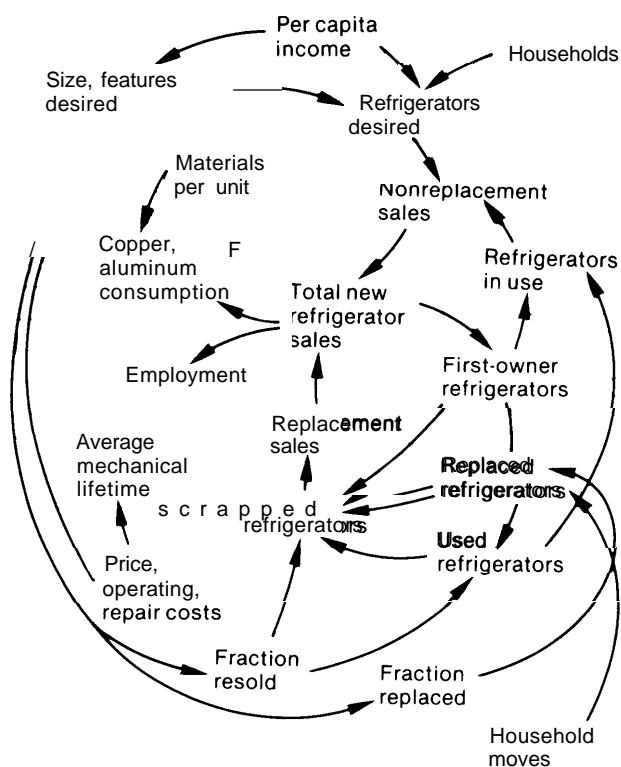 Per capita
income
Households
Size, features
desired
Refrigerators
desired
Materials
per unit
Nonreplacement
sales
Copper,
aluminum
consumption
F
Refrigerators
in use
Total new
refrigerator
sales
Employment
First-owner
refrigerators
Replacement
sales
Average
mechanical
lifetime
Replaced
refrigerators
scrapped
refrigerators
Used
refrigerators
Price,
operating,
repair costs
Fraction
resold
Fraction
replaced
Household
moves